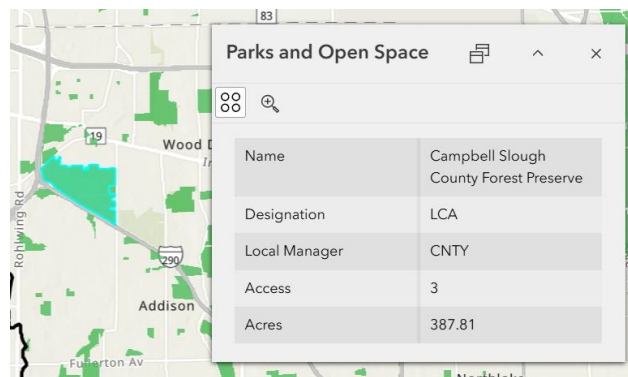 83
Parks and Open Space
19
Wood D
Name
Campbell Slough
County Forest Preserve
Designation
LCA
Rohlwing Rd
Local Manager
CNTY
290
Access
3
Addison
Acres
387.81
Fullerton Av